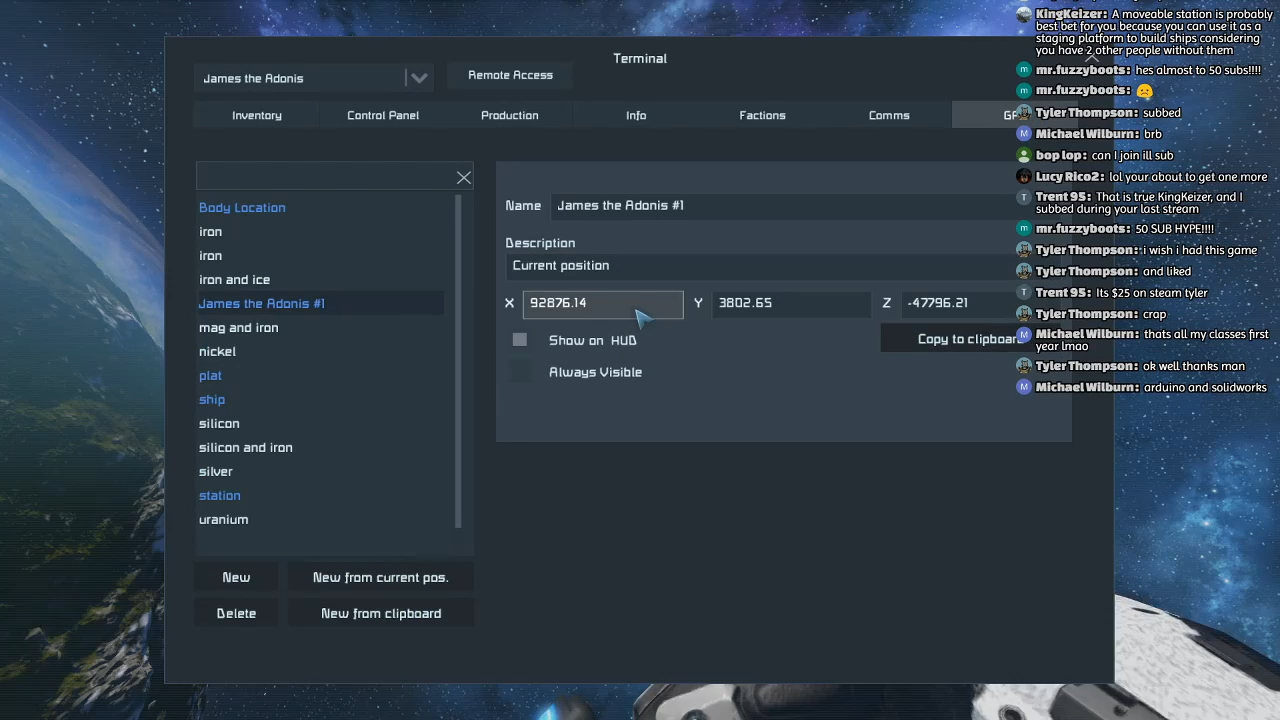 Terminal
James the Adonis
Remote Access
Inventory
Control Panel
Production
Info
Factions
Comms
Body Location
iron
iron
iron and ice
James the Adonis #1
mag and iron
nickel
plat
ship
silicon
silicon and iron
silver
station
uranium
New
New from current pos.
Delete
New from clipboard
Name
James the Adonis #1
Description
Current position
X
92876.14
Y
3802.65
Z
-47796.21
Show on HUD
Copy to clipboard
Always Visible
KingKeizer: A moveable station is probably
best bet for you because you can use it as a
staging platform to build ships considering
you have 2 other people without them
mr.fuzzyboots: hes almost to 50 subs!!!!
mr.fuzzyboots:
Tyler Thompson: subbed
Michael Wilburn: brb
bop lop: can I join ill sub
Lucy Rico2: lol your about to get one more
Trent 95: That is true KingKeizer, and I
subbed during your last stream
mr.fuzzyboots: 50 SUB HYPE!!!!
Tyler Thompson: i wish i had this game
Tyler Thompson: and liked
Trent 95: Its $25 on steam tyler
Tyler Thompson: crap
Michael Wilburn: thats all my classes first
year lmao
Tyler Thompson: ok well thanks man
Michael Wilburn: arduino and solidworks